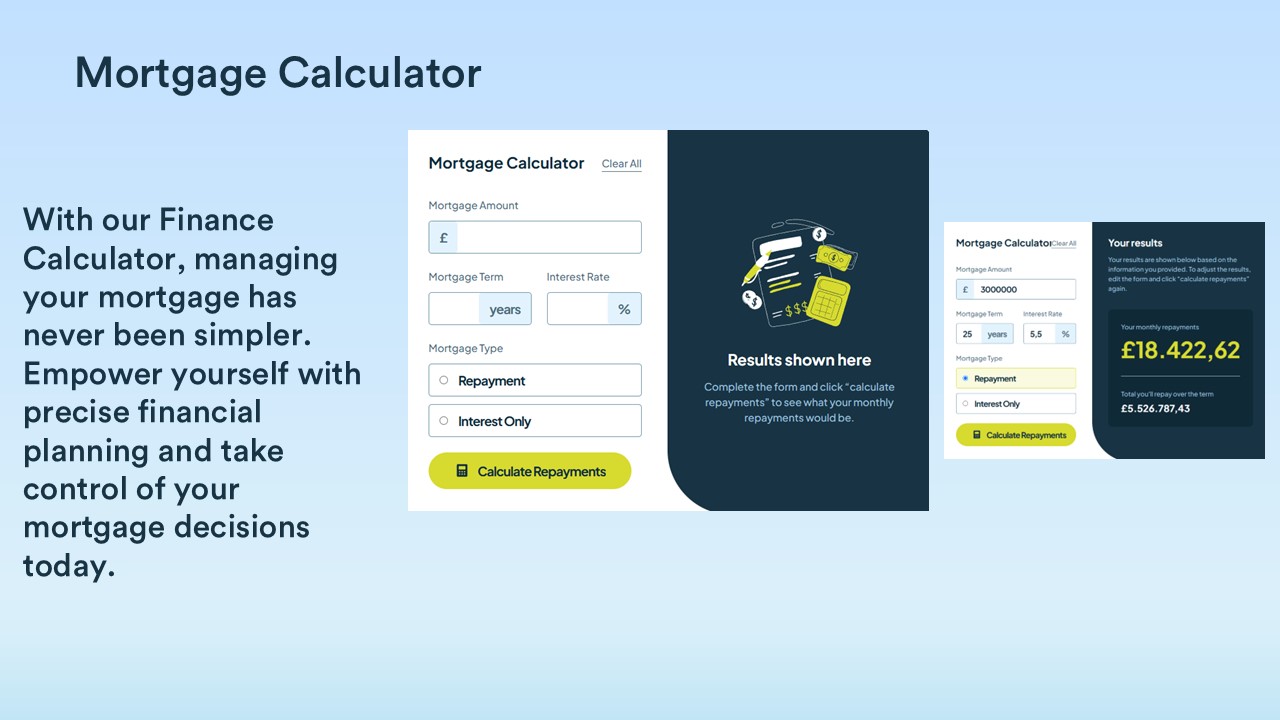 Mortgage Calculator
With our Finance
Calculator, managing
your mortgage has
never been simpler.
Empower yourself with
precise financial
planning and take
control of your
mortgage decisions
today.
Mortgage Calculator Clear All
Mortgage Amount
£
Mortgage Term Interest Rate
years %
Mortgage Type
Repayment
Interest Only
Calculate Repayments
$
$
$
$$$
Results shown here
Complete the form and click “calculate
repayments” to see what your monthly
repayments would be.
Mortgage Calculator Clear All
Mortgage Amount
£ 3000000
Mortgage Term Interest Rate
25 years 5,5 %
Mortgage Type
Repayment
Interest Only
Calculate Repayments
Your results
Your results are shown below based on the
information you provided. To adjust the results,
edit the form and click “calculate repayments”
again.
Your monthly repayments
£18.422,62
Total you'll repay over the term
£5.526.787,43